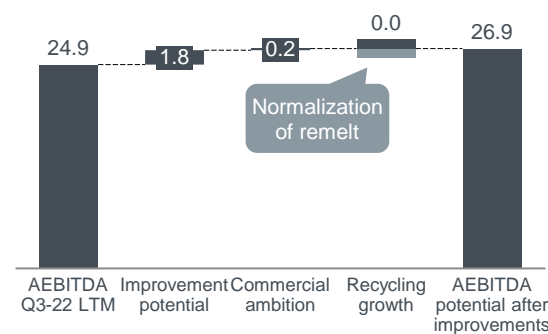 24.9
1.8
0.2
0.0
26.9
Normalization
of remelt
AEBITDA
Q3-22 LTM
Improvement
potential
Commercial
ambition
Recycling
growth
AEBITDA
potential after
improvements